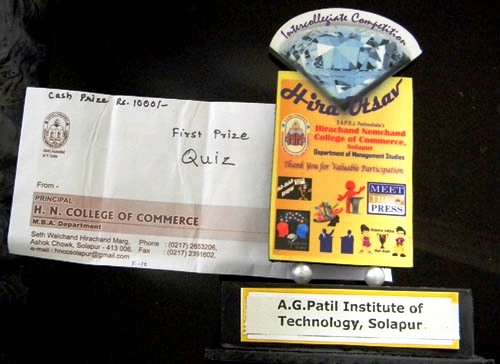 Cash Prize Rs. 1000/-
First Prize
Quiz
From -
PRINCIPAL
H. N. COLLEGE OF COMMERCE
M.B.A. Department
Seth Walchand Hirachand Marg,
Ashok Chowk, Solapur - 413 006.
e-mail : hnccsolapur@gmail.com
Phone : (0217) 2653206,
Fax : (0217) 2391602,
Intercollegiate Competition
Hira Utsav
Hirachand Nemchand
College of Commerce,
Solapur
Department of Management Studies
Thank You for Valuable Participation
MEET
THE
PRESS
A.G.Patil Institute of
Technology, Solapur